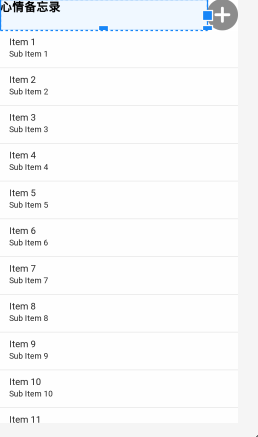 心情备忘录
Item 1
Sub Item 1
Item 2
Sub Item 2
Item 3
Sub Item 3
Item 4
Sub Item 4
Item 5
Sub Item 5
Item 6
Sub Item 6
Item 7
Sub Item 7
Item 8
Sub Item 8
Item 9
Sub Item 9
Item 10
Sub Item 10
Item 11